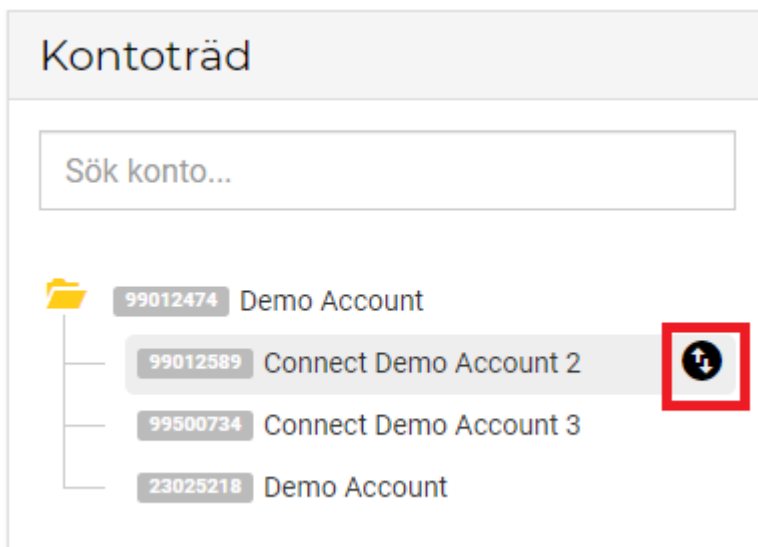 Kontoträd
Sök konto...
99012474 Demo Account
99012589 Connect Demo Account 2
99500734 Connect Demo Account 3
23025218 Demo Account